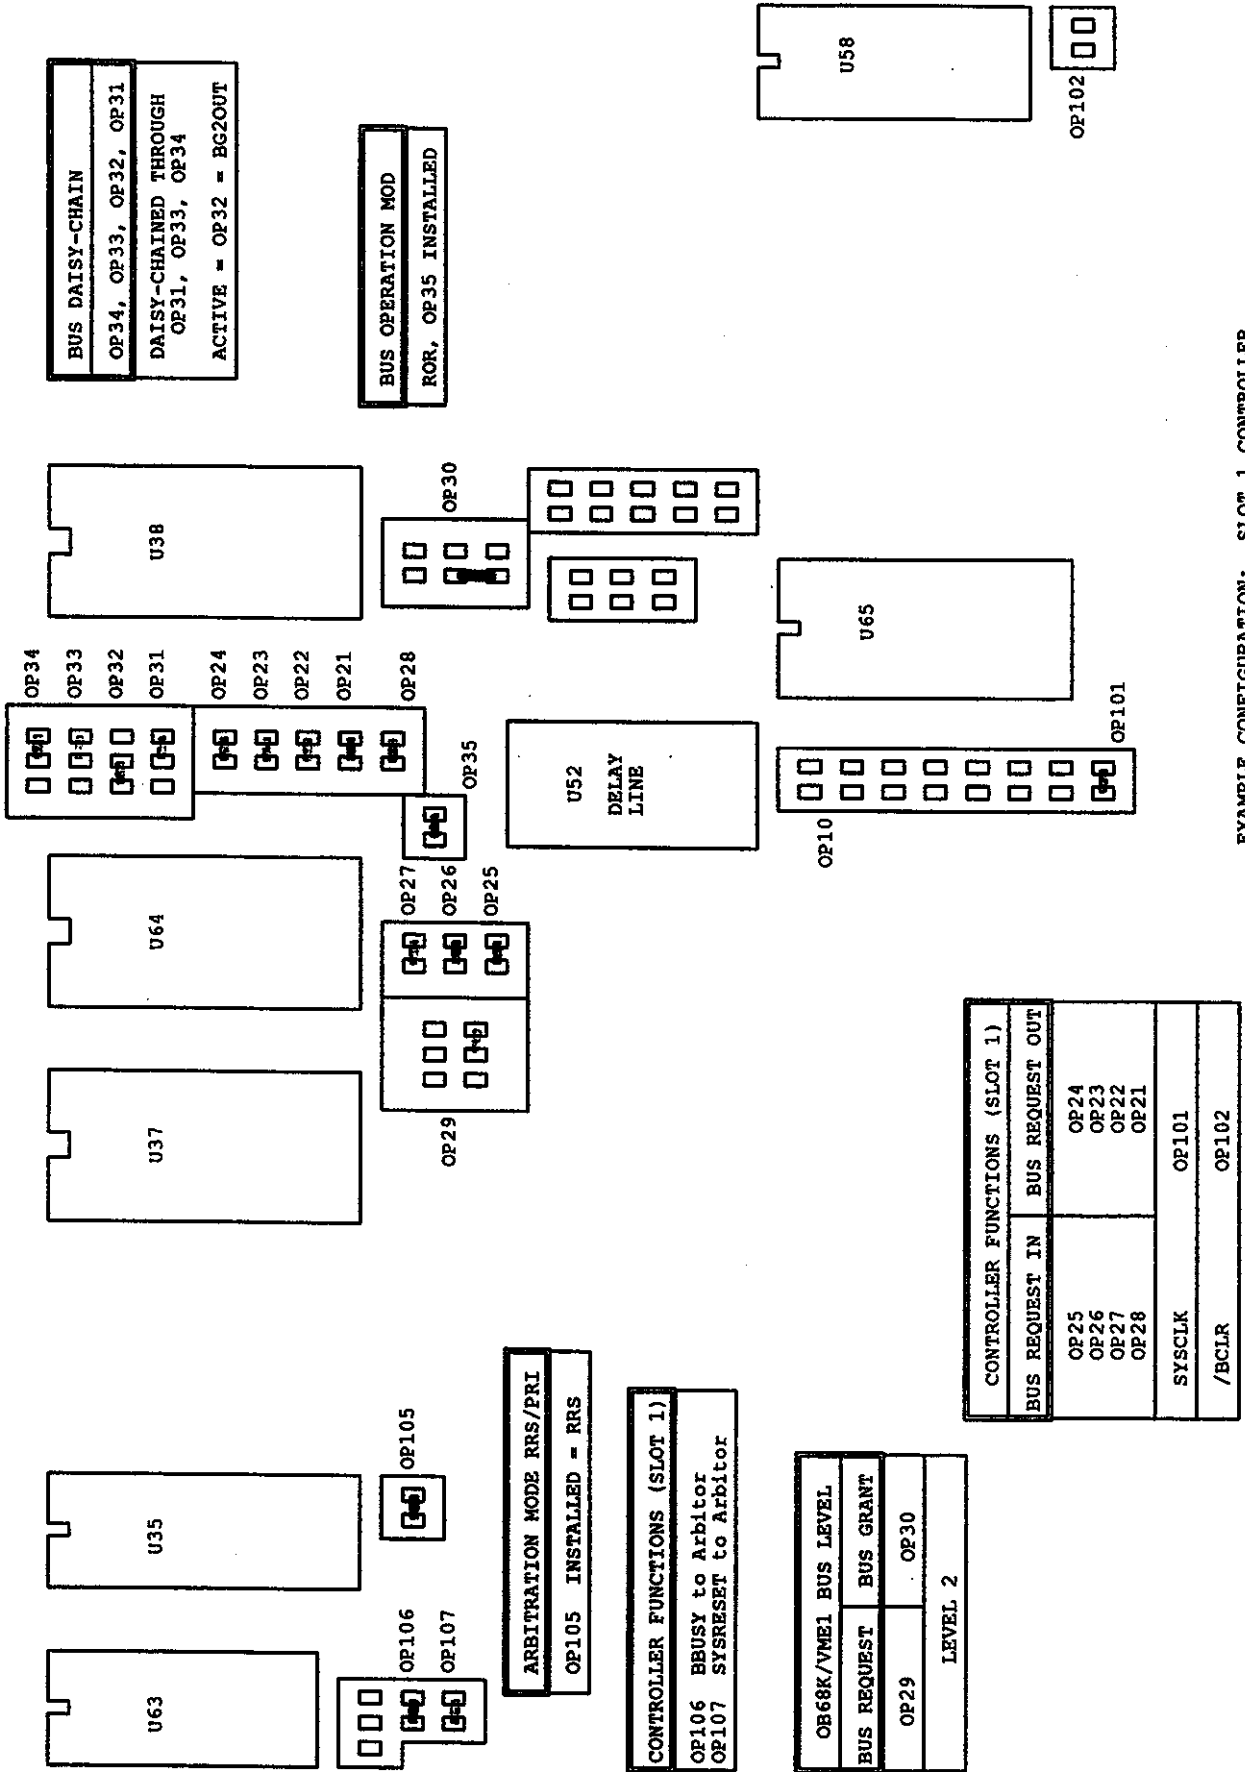 U63
OP106
OP107
U35
OP105
U37
OP29
U64
OP27
OP26
OP25
OP35
OP34
OP33
OP32
OP31
OP24
OP23
OP22
OP21
OP28
U38
OP30
BUS DAISY-CHAIN
OP34, OP33, OP32, OP31
DAISY-CHAINED THROUGH
OP31, OP33, OP34
ACTIVE = OP32 = BG2OUT
BUS OPERATION MOD
ROR, OP35 INSTALLED
ARBITRATION MODE RRS/PRI
OP105 INSTALLED = RRS
CONTROLLER FUNCTIONS (SLOT 1)
OP106 BBUSY to Arbitor
OP107 SYSRESET to Arbitor
OB68K/VME1 BUS LEVEL
BUS REQUEST BUS GRANT
OP29 OP30
LEVEL 2
U52
DELAY
LINE
OP10
OP101
U65
U58
OP102
CONTROLLER FUNCTIONS (SLOT 1)
BUS REQUEST IN BUS REQUEST OUT
OP25 OP24
OP26 OP23
OP27 OP22
OP28 OP21
SYSCLK OP101
/BCLR OP102
EXAMPLE CONFIGURATION: SLOT 1 CONTROLLER